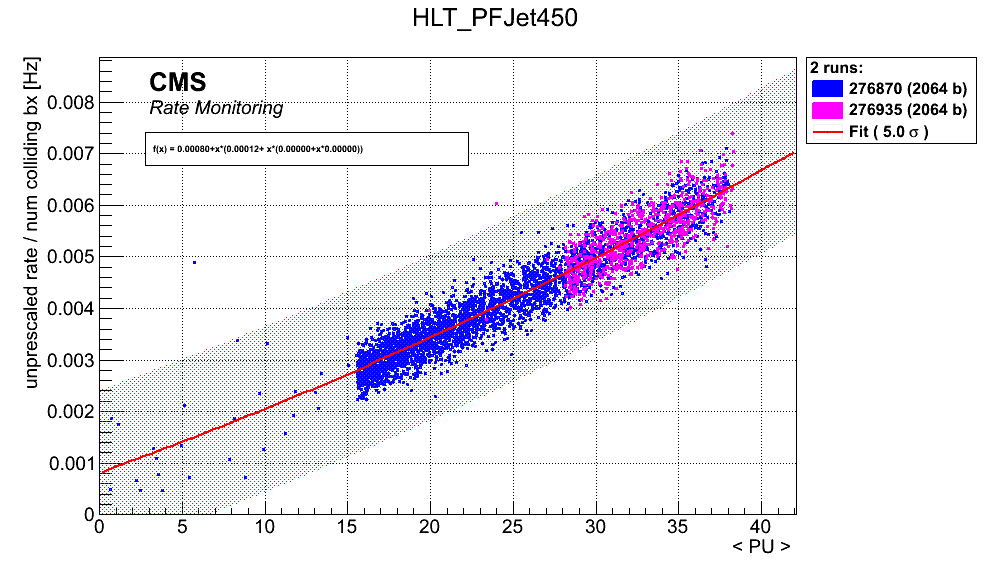 HLT_PFJet450
unprescaled rate / num colliding bx [Hz]
CMS
Rate Monitoring
f(x) = 0.00080+x*(0.00012+ x*(0.00000+x*0.00000))
0.008
0.007
0.006
0.005
0.004
0.003
0.002
0.001
0
0 5 10 15 20 25 30 35 40
< PU >
2 runs:
276870 (2064 b)
276935 (2064 b)
Fit ( 5.0 σ )